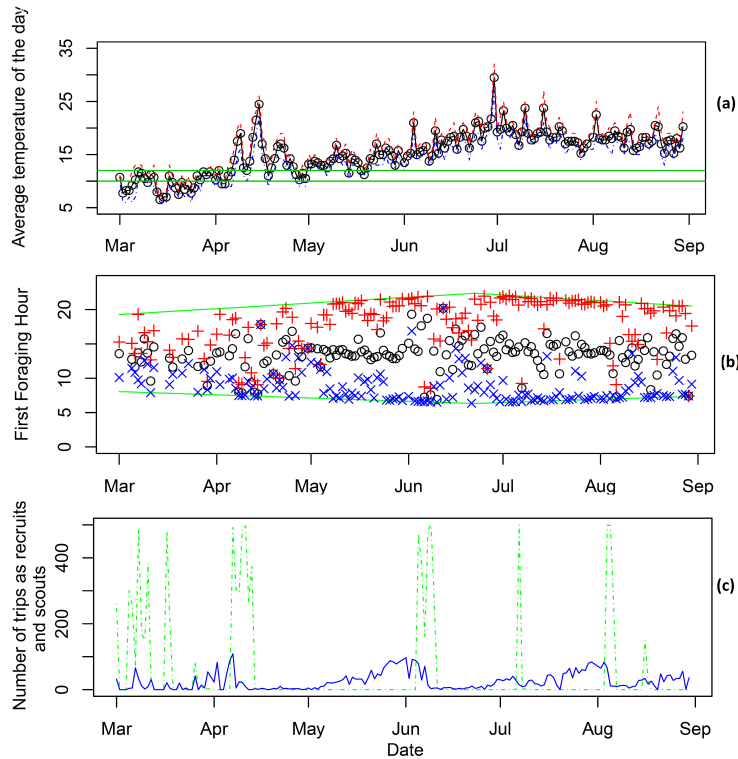 Average temperature of the day
35
25
15
5
Mar Apr May Jun Jul Aug Sep
(a)
First Foraging Hour
20
10
5
0
Mar Apr May Jun Jul Aug Sep
(b)
Number of trips as recruits
and scouts
400
200
0
Mar Apr May Jun Jul Aug Sep
Date
(c)